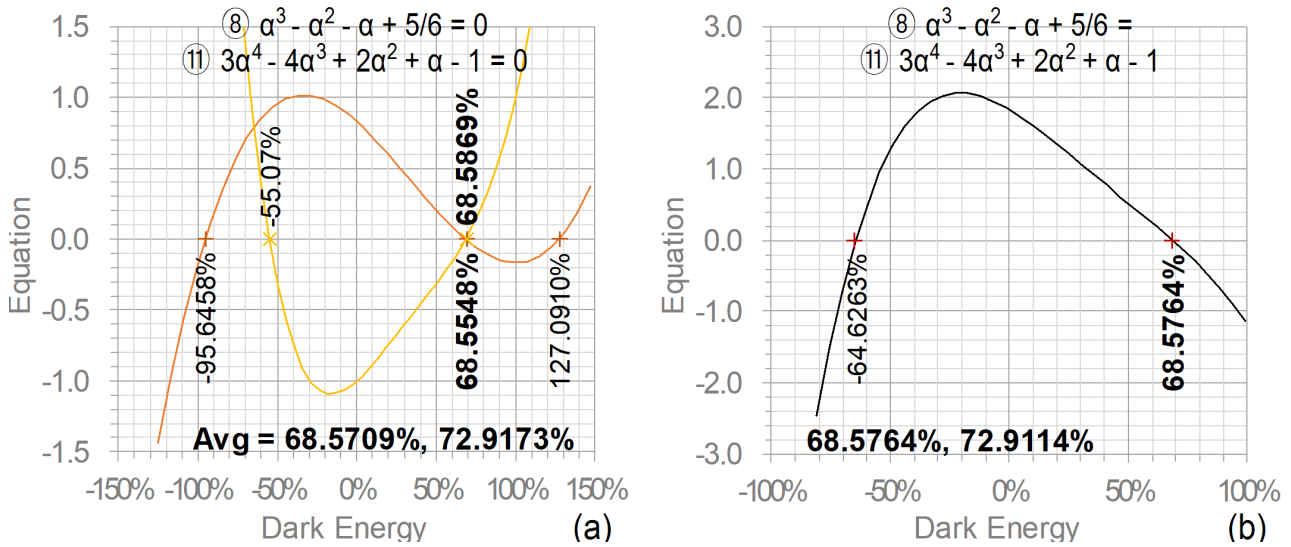 ⑧ α³ - α² - α + 5/6 = 0
⑪ 3α⁴ - 4α³ + 2α² + α - 1 = 0
1.5
1.0
0.5
0.0
-0.5
-1.0
-1.5
Equation
-95.6458%
-55.07%
68.5869%
68.5548%
127.0910%
Avg = 68.5709%, 72.9173%
-150% -100% -50% 0% 50% 100% 150%
Dark Energy
(a)
⑧ α³ - α² - α + 5/6 =
⑪ 3α⁴ - 4α³ + 2α² + α - 1
3.0
2.0
1.0
0.0
-1.0
-2.0
-3.0
Equation
-64.6263%
68.5764%
68.5764%, 72.9114%
-100% -50% 0% 50% 100%
Dark Energy
(b)